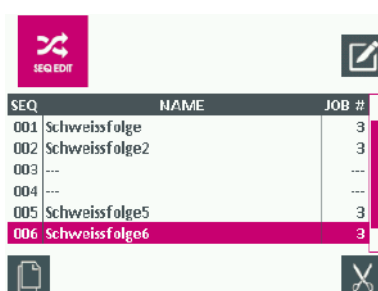 SEQ EDIT
SEQ NAME JOB #
001 Schweissfolge 3
002 Schweissfolge2 3
003 --- ---
004 --- ---
005 Schweissfolge5 3
006 Schweissfolge6 3